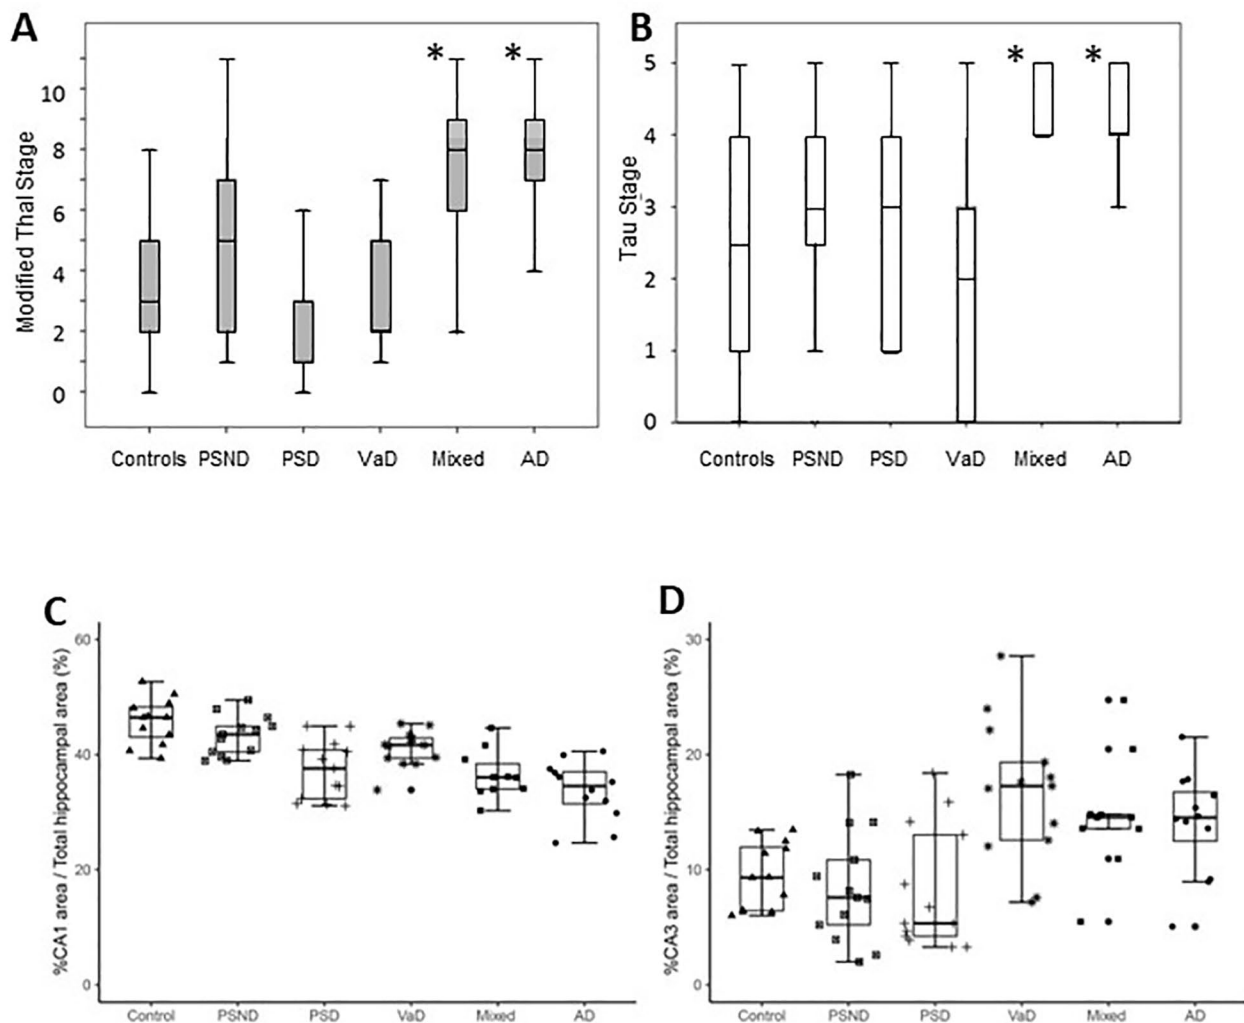 A
Modified Thal Stage
10
8
6
4
2
0
Controls PSND PSD VaD Mixed AD
* *
B
Tau Stage
5
4
3
2
1
0
Controls PSND PSD VaD Mixed AD
* *
C
%CA1 area / Total hippocampal area (%)
60
40
20
0
Control PSND PSD VaD Mixed AD
D
%CA3 area / Total hippocampal area (%)
30
20
10
0
Control PSND PSD VaD Mixed AD